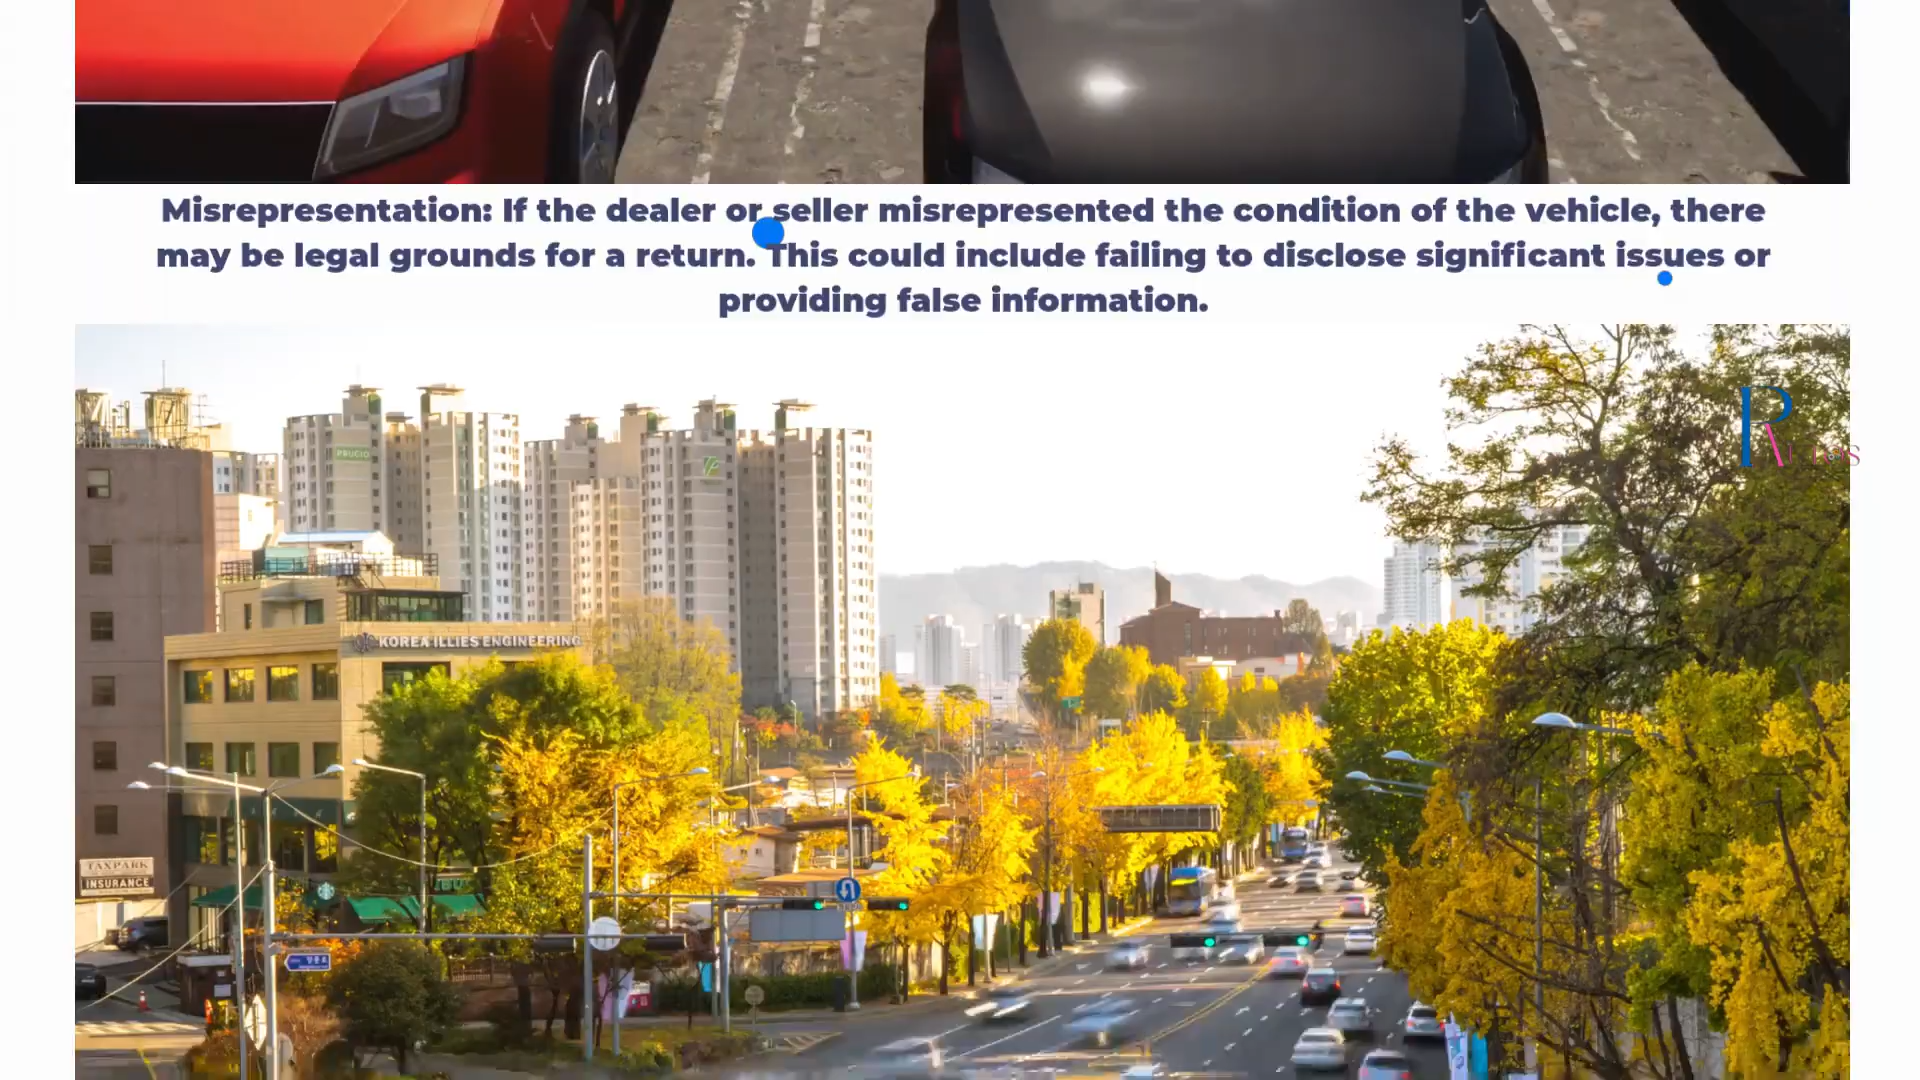 Misrepresentation: If the dealer or seller misrepresented the condition of the vehicle, there
may be legal grounds for a return. This could include failing to disclose significant issues or
providing false information.
PRUGIO
KOREA ILLIES ENGINEERING
TAXPARK
INSURANCE